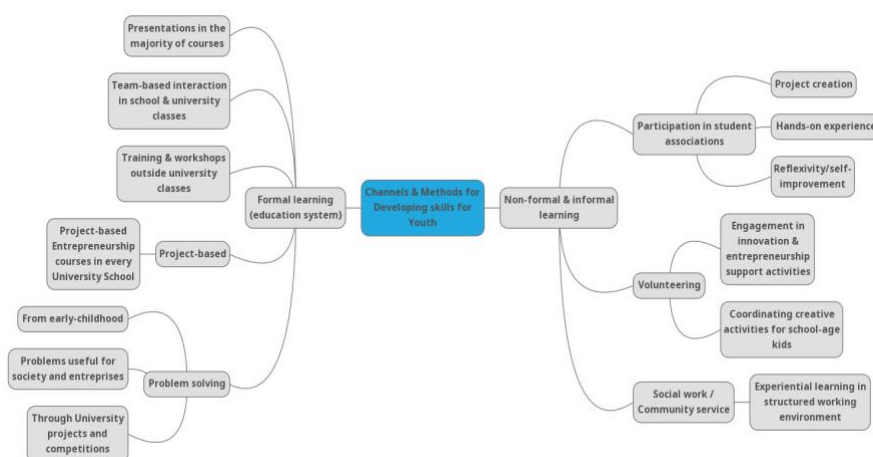 Presentations in the
majority of courses
Team-based interaction
in school & university
classes
Training & workshops
outside university
classes
Formal learning
(education system)
Project-based
Entrepreneurship
courses in every
University School
Project-based
From early-childhood
Problems useful for
society and entreprises
Problem solving
Through University
projects and
competitions
Channels & Methods for
Developing skills for
Youth
Non-formal & informal
learning
Participation in student
associations
Project creation
Hands-on experience
Reflexivity/self-
improvement
Volunteering
Engagement in
innovation &
entrepreneurship
support activities
Coordinating creative
activities for school-age
kids
Social work /
Community service
Experiential learning in
structured working
environment